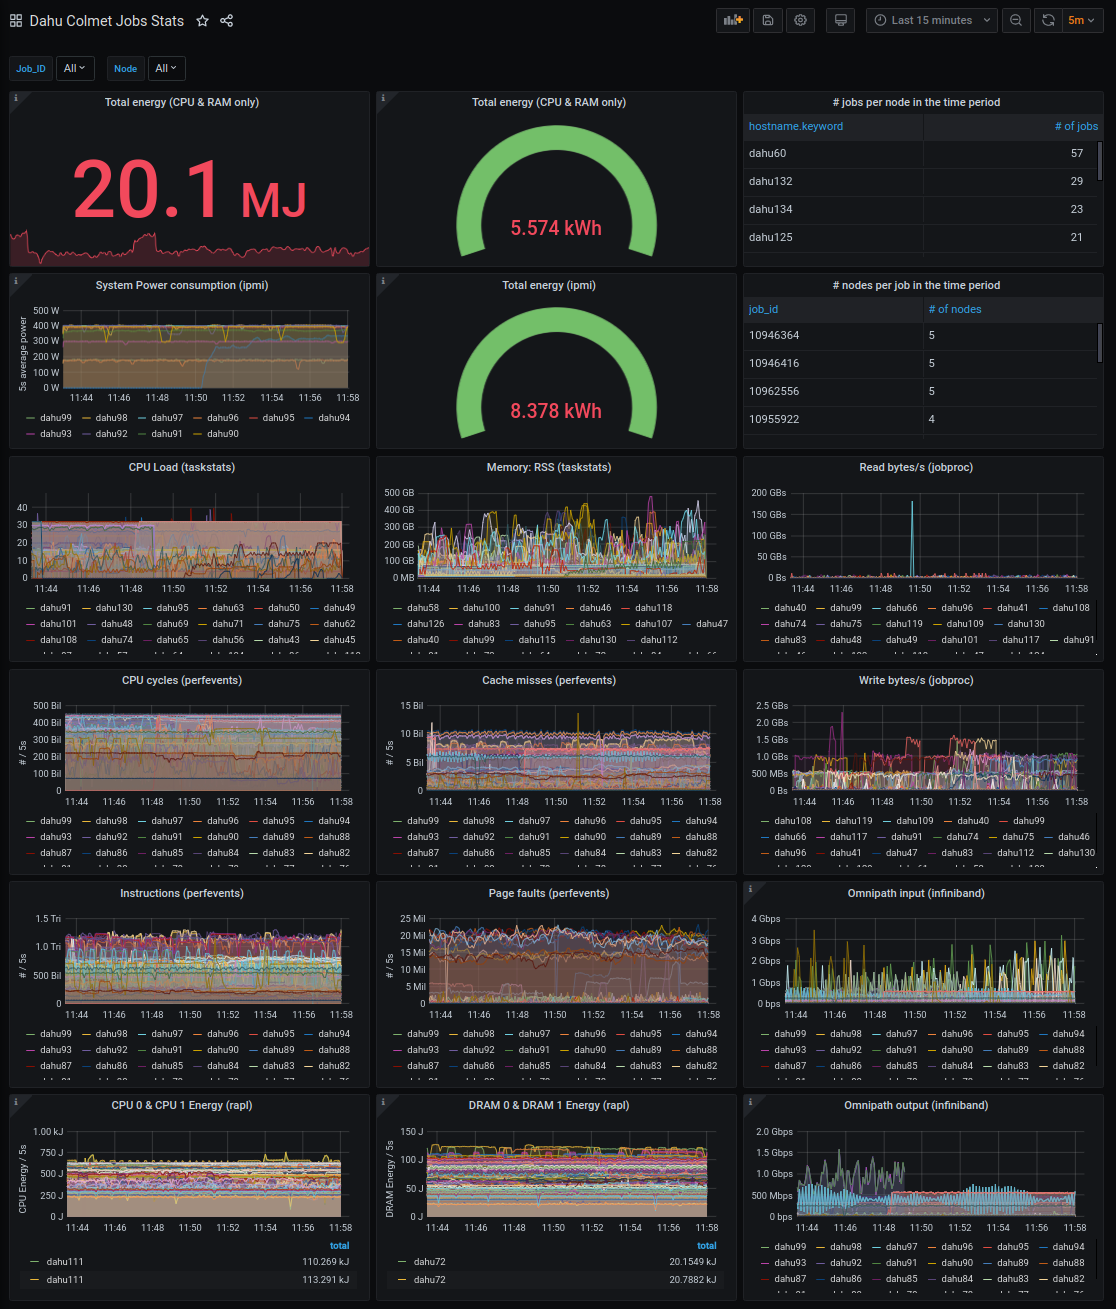 Dahu Colmet Jobs Stats
Last 15 minutes
5m
Job_ID All Node All
Total energy (CPU & RAM only)
20.1 MJ
Total energy (CPU & RAM only)
5.574 kWh
# jobs per node in the time period
hostname.keyword # of jobs
dahu60 57
dahu132 29
dahu134 23
dahu125 21
System Power consumption (ipmi)
5s average power
500 W
400 W
300 W
200 W
100 W
0 W
11:44 11:46 11:48 11:50 11:52 11:54 11:56 11:58
dahu99 dahu98 dahu97 dahu96 dahu95 dahu94
dahu93 dahu92 dahu91 dahu90
Total energy (ipmi)
8.378 kWh
# nodes per job in the time period
job_id # of nodes
10946364 5
10946416 5
10962556 5
10955922 4
CPU Load (taskstats)
40
30
20
10
0
11:44 11:46 11:48 11:50 11:52 11:54 11:56 11:58
dahu91 dahu130 dahu95 dahu63 dahu50 dahu49
dahu101 dahu48 dahu69 dahu71 dahu75 dahu62
dahu108 dahu74 dahu65 dahu56 dahu43 dahu45
Memory: RSS (taskstats)
500 GB
400 GB
300 GB
200 GB
100 GB
0 MB
11:44 11:46 11:48 11:50 11:52 11:54 11:56 11:58
dahu58 dahu100 dahu91 dahu46 dahu118
dahu126 dahu83 dahu95 dahu63 dahu107 dahu47
dahu40 dahu99 dahu115 dahu130 dahu112
Read bytes/s (jobproc)
200 GBs
150 GBs
100 GBs
50 GBs
0 Bs
11:44 11:46 11:48 11:50 11:52 11:54 11:56 11:58
dahu40 dahu99 dahu66 dahu96 dahu41 dahu108
dahu74 dahu75 dahu119 dahu109 dahu130
dahu83 dahu48 dahu49 dahu101 dahu117 dahu91
CPU cycles (perfevents)
# / 5s
500 Bil
400 Bil
300 Bil
200 Bil
100 Bil
0
11:44 11:46 11:48 11:50 11:52 11:54 11:56 11:58
dahu99 dahu98 dahu97 dahu96 dahu95 dahu94
dahu93 dahu92 dahu91 dahu90 dahu89 dahu88
dahu87 dahu86 dahu85 dahu84 dahu83 dahu82
Cache misses (perfevents)
# / 5s
15 Bil
10 Bil
5 Bil
0
11:44 11:46 11:48 11:50 11:52 11:54 11:56 11:58
dahu99 dahu98 dahu97 dahu96 dahu95 dahu94
dahu93 dahu92 dahu91 dahu90 dahu89 dahu88
dahu87 dahu86 dahu85 dahu84 dahu83 dahu82
Write bytes/s (jobproc)
2.5 GBs
2.0 GBs
1.5 GBs
1.0 GBs
500 MBs
0 Bs
11:44 11:46 11:48 11:50 11:52 11:54 11:56 11:58
dahu108 dahu119 dahu109 dahu40 dahu99
dahu66 dahu117 dahu91 dahu74 dahu75 dahu46
dahu96 dahu41 dahu47 dahu83 dahu112 dahu130
Instructions (perfevents)
# / 5s
1.5 Tri
1.0 Tri
500 Bil
0
11:44 11:46 11:48 11:50 11:52 11:54 11:56 11:58
dahu99 dahu98 dahu97 dahu96 dahu95 dahu94
dahu93 dahu92 dahu91 dahu90 dahu89 dahu88
dahu87 dahu86 dahu85 dahu84 dahu83 dahu82
Page faults (perfevents)
# / 5s
25 Mil
20 Mil
15 Mil
10 Mil
5 Mil
0
11:44 11:46 11:48 11:50 11:52 11:54 11:56 11:58
dahu99 dahu98 dahu97 dahu96 dahu95 dahu94
dahu93 dahu92 dahu91 dahu90 dahu89 dahu88
dahu87 dahu86 dahu85 dahu84 dahu83 dahu82
Omnipath input (infiniband)
4 Gbps
3 Gbps
2 Gbps
1 Gbps
0 bps
11:44 11:46 11:48 11:50 11:52 11:54 11:56 11:58
dahu99 dahu98 dahu97 dahu96 dahu95 dahu94
dahu93 dahu92 dahu91 dahu90 dahu89 dahu88
dahu87 dahu86 dahu85 dahu84 dahu83 dahu82
CPU 0 & CPU 1 Energy (rapl)
CPU Energy / 5s
1.00 kJ
750 J
500 J
250 J
0 J
11:44 11:46 11:48 11:50 11:52 11:54 11:56 11:58
total
dahu111 110.269 kJ
dahu111 113.291 kJ
DRAM 0 & DRAM 1 Energy (rapl)
DRAM Energy / 5s
150 J
100 J
50 J
0 J
11:44 11:46 11:48 11:50 11:52 11:54 11:56 11:58
total
dahu72 20.1549 kJ
dahu72 20.7882 kJ
Omnipath output (infiniband)
2.0 Gbps
1.5 Gbps
1.0 Gbps
500 Mbps
0 bps
11:44 11:46 11:48 11:50 11:52 11:54 11:56 11:58
dahu99 dahu98 dahu97 dahu96 dahu95 dahu94
dahu93 dahu92 dahu91 dahu90 dahu89 dahu88
dahu87 dahu86 dahu85 dahu84 dahu83 dahu82